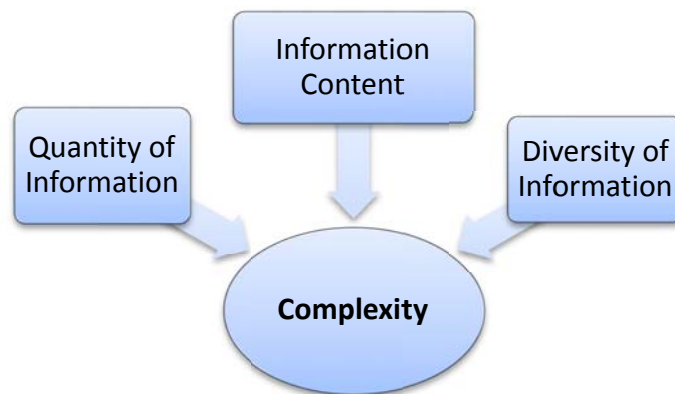 Information
Content
Quantity of
Information
Diversity of
Information
Complexity